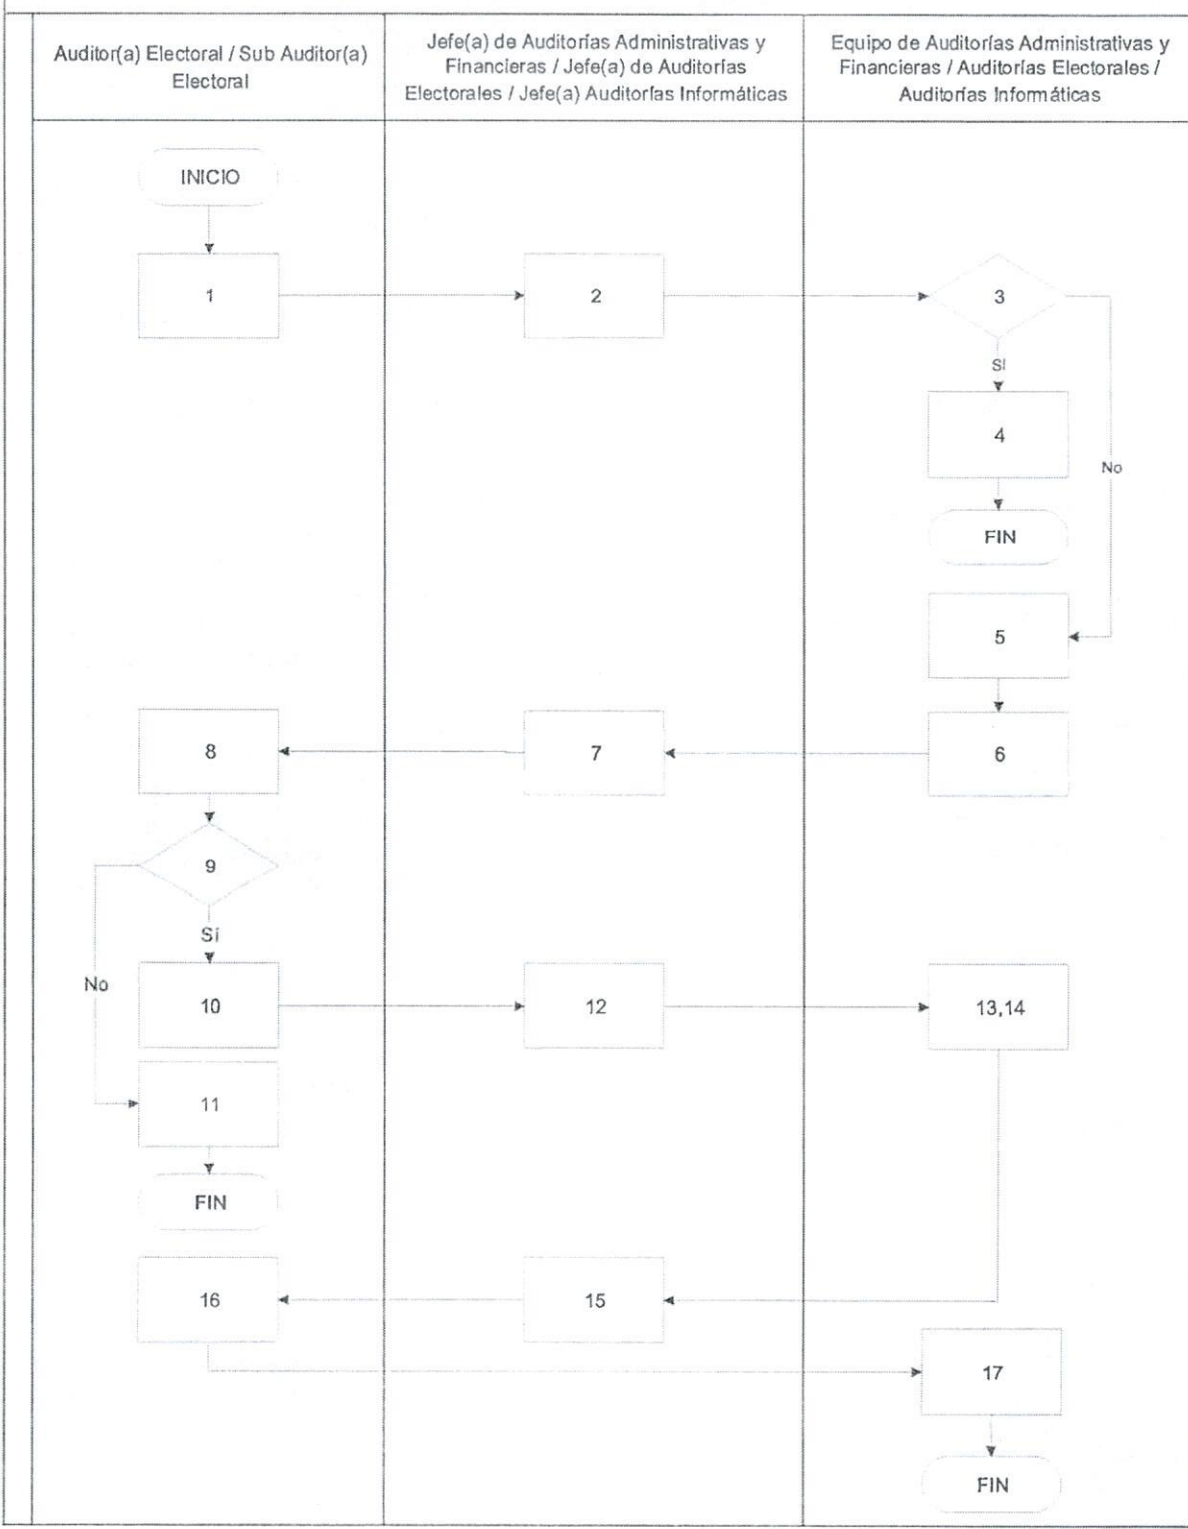 Auditor(a) Electoral / Sub Auditor(a)
Electoral
Jefe(a) de Auditorías Administrativas y
Financieras / Jefe(a) de Auditorías
Electorales / Jefe(a) Auditorías Informáticas
Equipo de Auditorías Administrativas y
Financieras / Auditorías Electorales /
Auditorías Informáticas
INICIO
1
2
3
SI
4
No
FIN
5
8
7
6
9
Sí
No
10
12
13,14
11
FIN
16
15
17
FIN